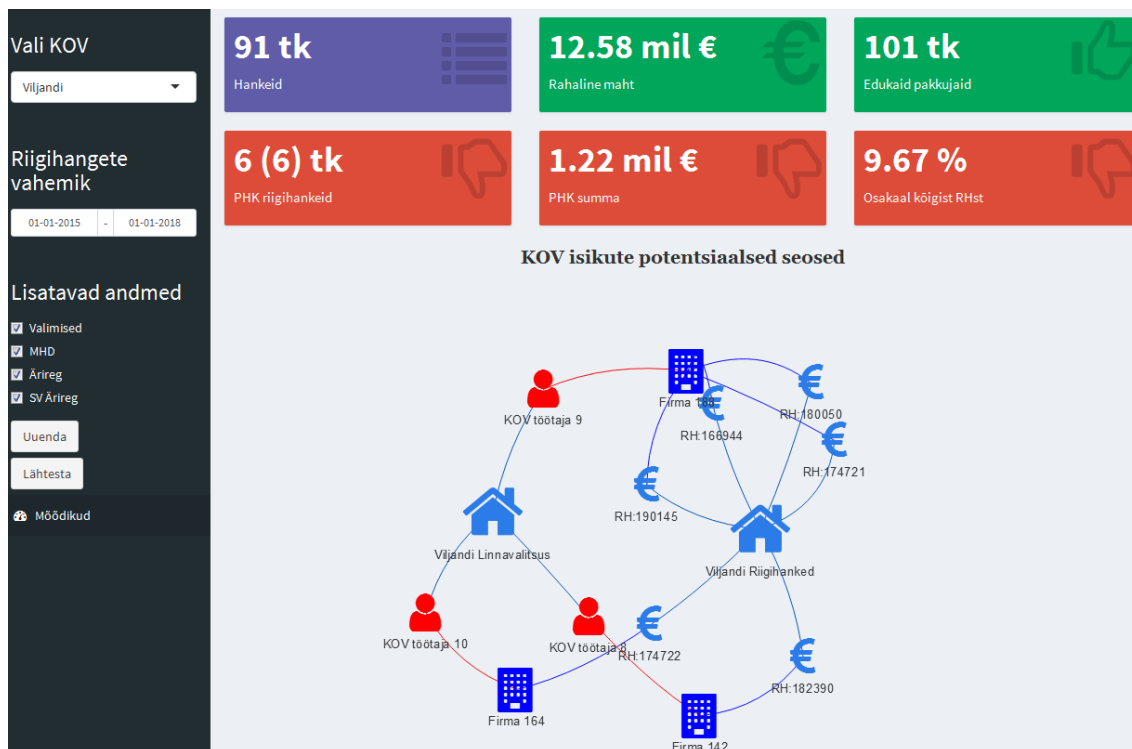 Vali KOV
Viljandi
Riigihangete
vahemik
01-01-2015 - 01-01-2018
Lisatavad andmed
Valimised
MHD
Ärireg
SV Ärireg
Uuenda
Lähtesta
Mõõdikud
91 tk
Hankeid
12.58 mil €
Rahaline maht
101 tk
Edukaid pakkujaid
6 (6) tk
PHK riigihankeid
1.22 mil €
PHK summa
9.67 %
Osakaal kõigist RHst
KOV isikute potentsiaalsed seosed
KOV töötaja 9
Firma 188
RH:180050
RH:166944
RH:174721
RH:190145
Viljandi Linnavalitsus
Viljandi Riigihanked
KOV töötaja 10
KOV töötaja 8
RH:174722
RH:182390
Firma 164
Firma 142